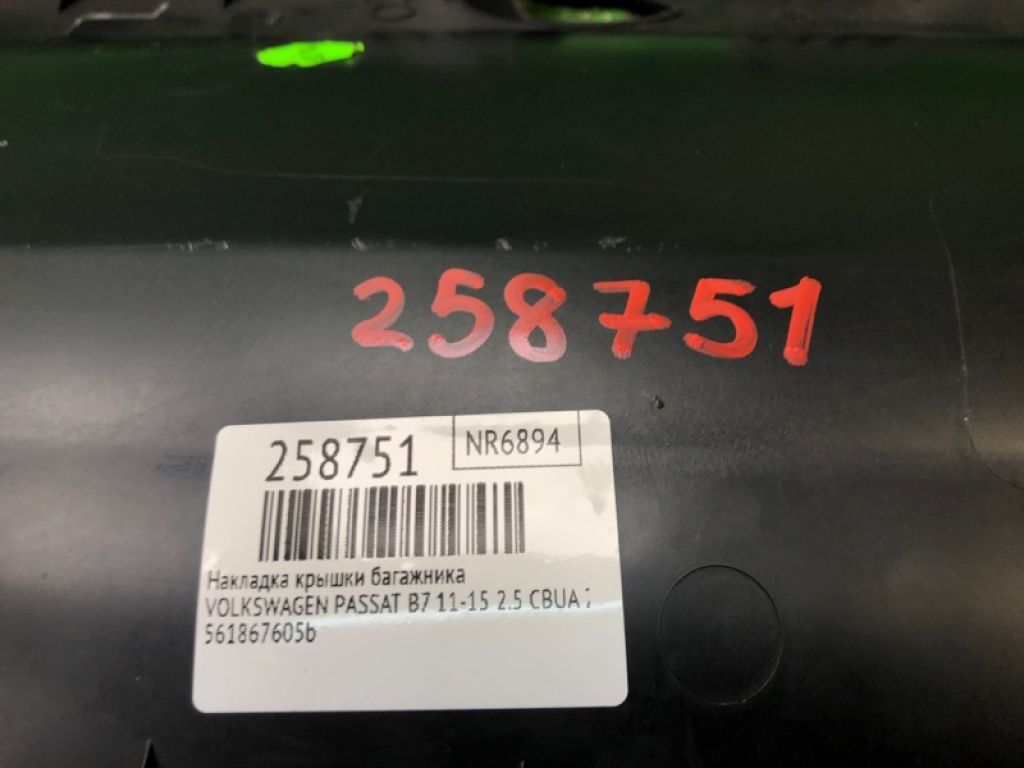 258751
258751
NR6894
Накладка крышки багажника
VOLKSWAGEN PASSAT B7 11-15 2.5 CBUA
561867605b